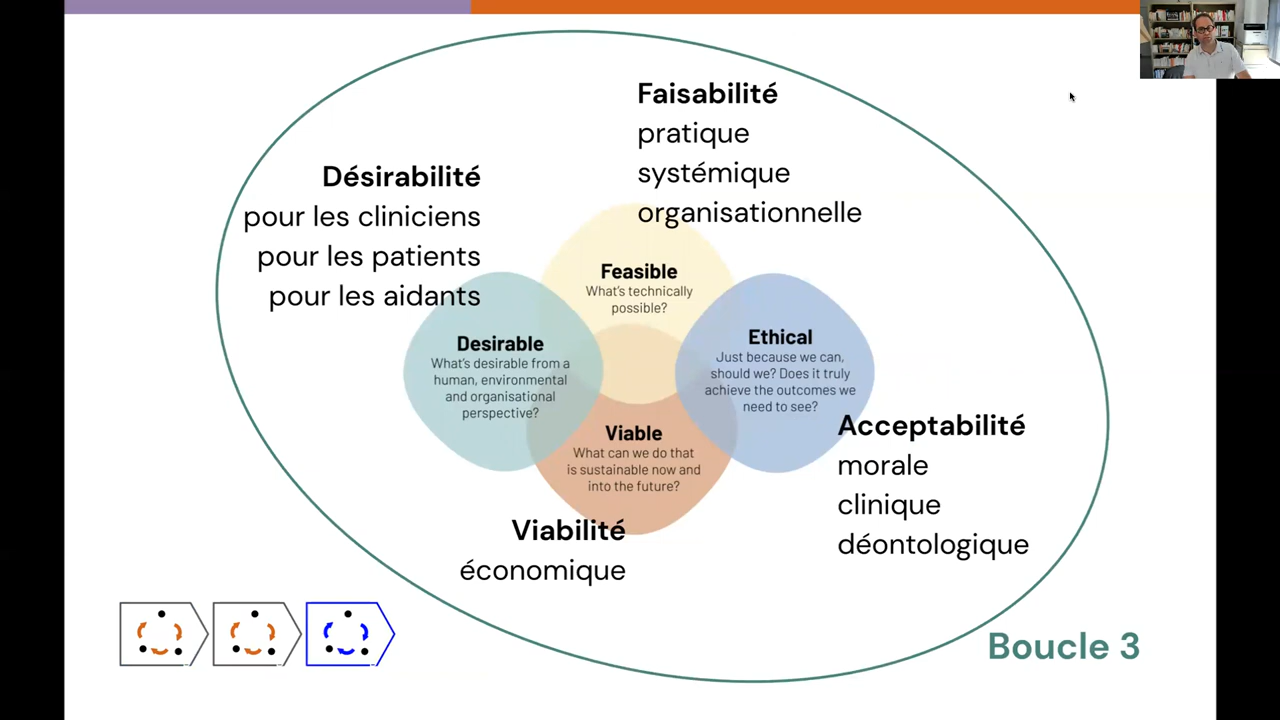 Faisabilité
pratique
systémique
organisationnelle
Désirabilité
pour les cliniciens
pour les patients
pour les aidants
Feasible
What's technically
possible?
Desirable
What's desirable from a
human, environmental
and organisational
perspective?
Ethical
Just because we can,
should we? Does it truly
achieve the outcomes we
need to see?
Viable
What can we do that
is sustainable now and
into the future?
Acceptabilité
morale
clinique
déontologique
Viabilité
économique
Boucle 3